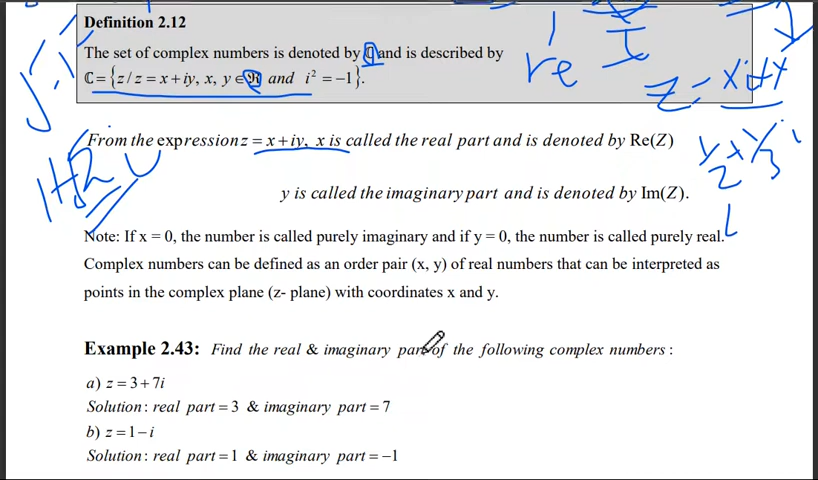 Definition 2.12
The set of complex numbers is denoted by ℂ and is described by
ℂ = {z / z = x + iy, x, y ∈ ℜ and i² = −1}.
re I
z =
From the expression z = x + iy, x is called the real part and is denoted by Re(Z)
y is called the imaginary part and is denoted by Im(Z).
Note: If x = 0, the number is called purely imaginary and if y = 0, the number is called purely real.
Complex numbers can be defined as an order pair (x, y) of real numbers that can be interpreted as
points in the complex plane (z- plane) with coordinates x and y.
Example 2.43: Find the real & imaginary part of the following complex numbers :
a) z = 3 + 7i
Solution : real part = 3 & imaginary part = 7
b) z = 1 − i
Solution : real part = 1 & imaginary part = −1